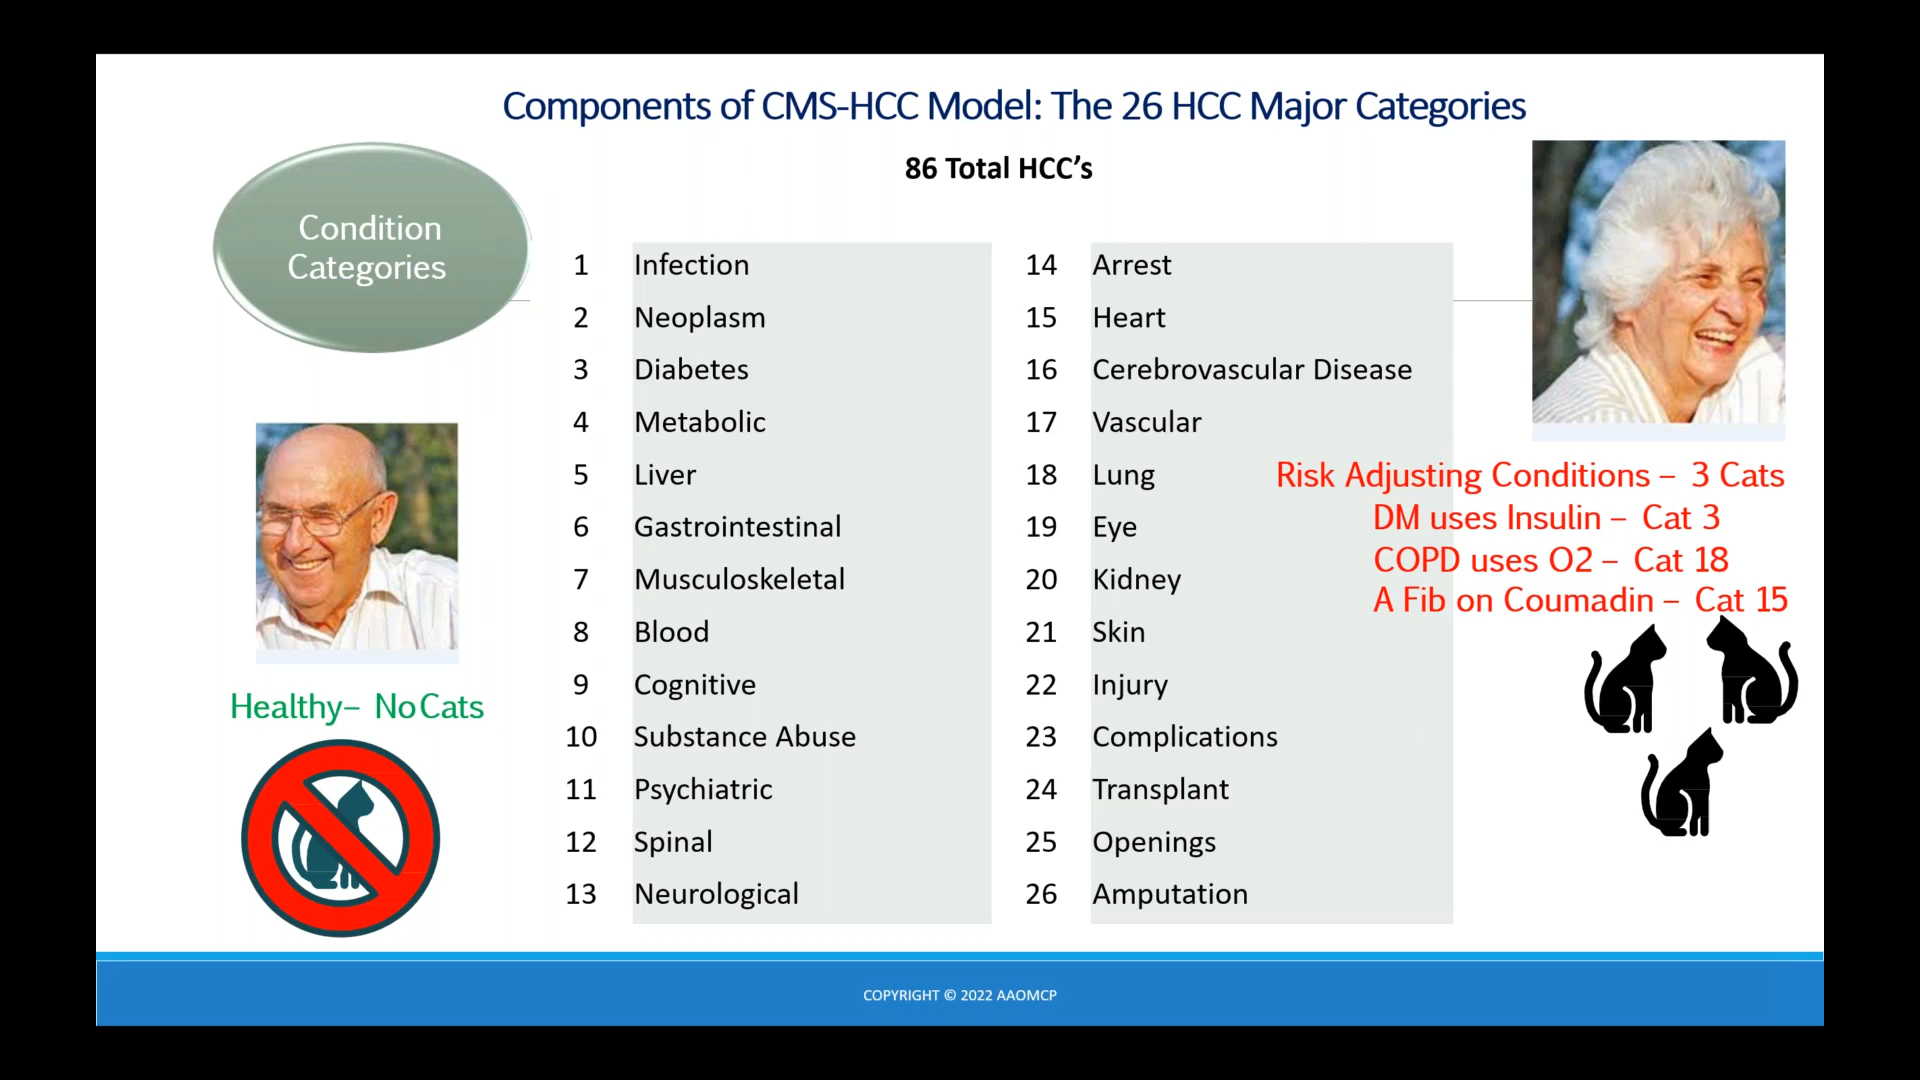 Components of CMS-HCC Model: The 26 HCC Major Categories
86 Total HCC’s
Condition
Categories
1 Infection
2 Neoplasm
3 Diabetes
4 Metabolic
5 Liver
6 Gastrointestinal
7 Musculoskeletal
8 Blood
9 Cognitive
10 Substance Abuse
11 Psychiatric
12 Spinal
13 Neurological
14 Arrest
15 Heart
16 Cerebrovascular Disease
17 Vascular
18 Lung
19 Eye
20 Kidney
21 Skin
22 Injury
23 Complications
24 Transplant
25 Openings
26 Amputation
Risk Adjusting Conditions – 3 Cats
DM uses Insulin – Cat 3
COPD uses O2 – Cat 18
A Fib on Coumadin – Cat 15
Healthy– No Cats
COPYRIGHT © 2022 AAOMCP